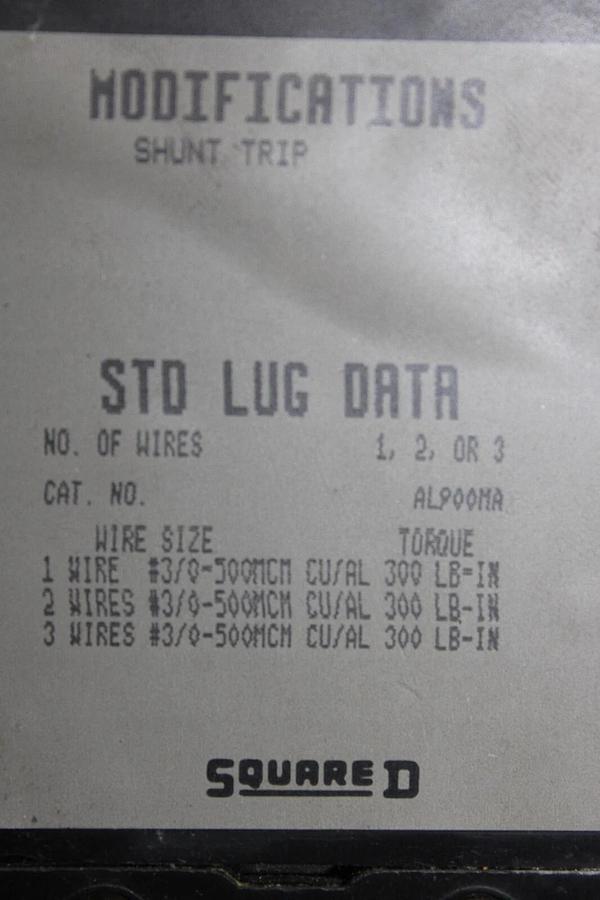 MODIFICATIONS
SHUNT TRIP
STD LUG DATA
NO. OF WIRES 1, 2, OR 3
CAT. NO. AL900MA
WIRE SIZE TORQUE
1 WIRE #3/0-500MCM CU/AL 300 LB-IN
2 WIRES #3/0-500MCM CU/AL 300 LB-IN
3 WIRES #3/0-500MCM CU/AL 300 LB-IN
SQUARE D